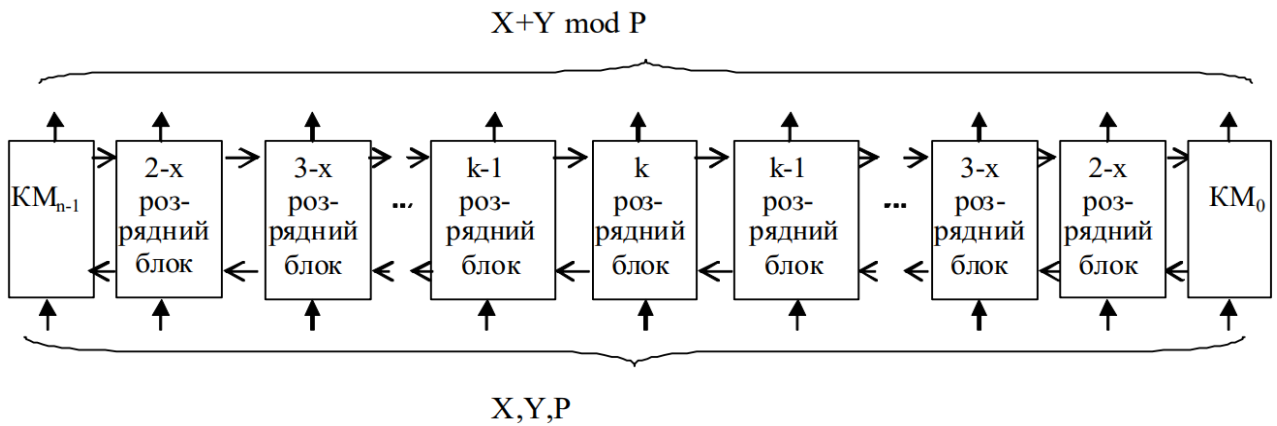 X+Y mod P
КМn-1
2-х
роз-
рядний
блок
3-х
роз-
рядний
блок
...
k-1
роз-
рядний
блок
k
роз-
рядний
блок
k-1
роз-
рядний
блок
...
3-х
роз-
рядний
блок
2-х
роз-
рядний
блок
КМ0
X,Y,P